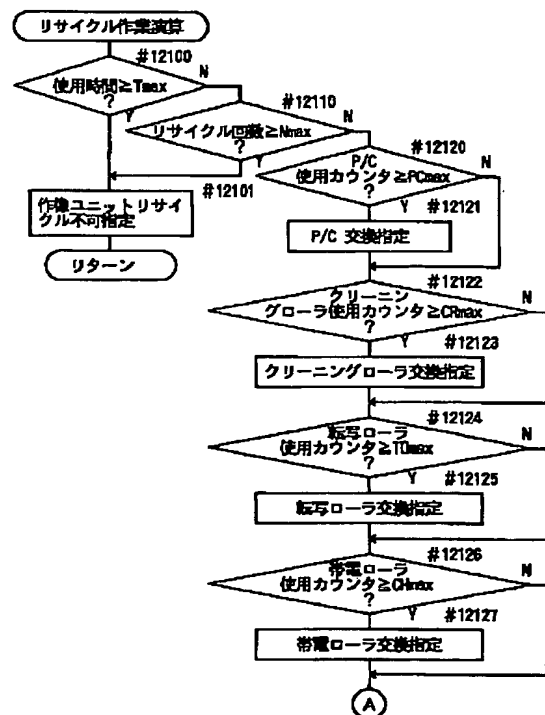 リサイクル作業演算
#12100
使用時間≧Tmax
?
N
Y
#12110
リサイクル回数≧Nmax
?
N
Y
#12101
作像ユニットリサイ
クル不可指定
リターン
#12120
P/C
使用カウンタ≧PCmax
?
N
Y
#12121
P/C 交換指定
#12122
クリーニン
グローラ使用カウンタ≧CRmax
?
N
Y
#12123
クリーニングローラ交換指定
#12124
転写ローラ
使用カウンタ≧TOmax
?
N
Y
#12125
転写ローラ交換指定
#12126
帯電ローラ
使用カウンタ≧CHmax
?
N
Y
#12127
帯電ローラ交換指定
A